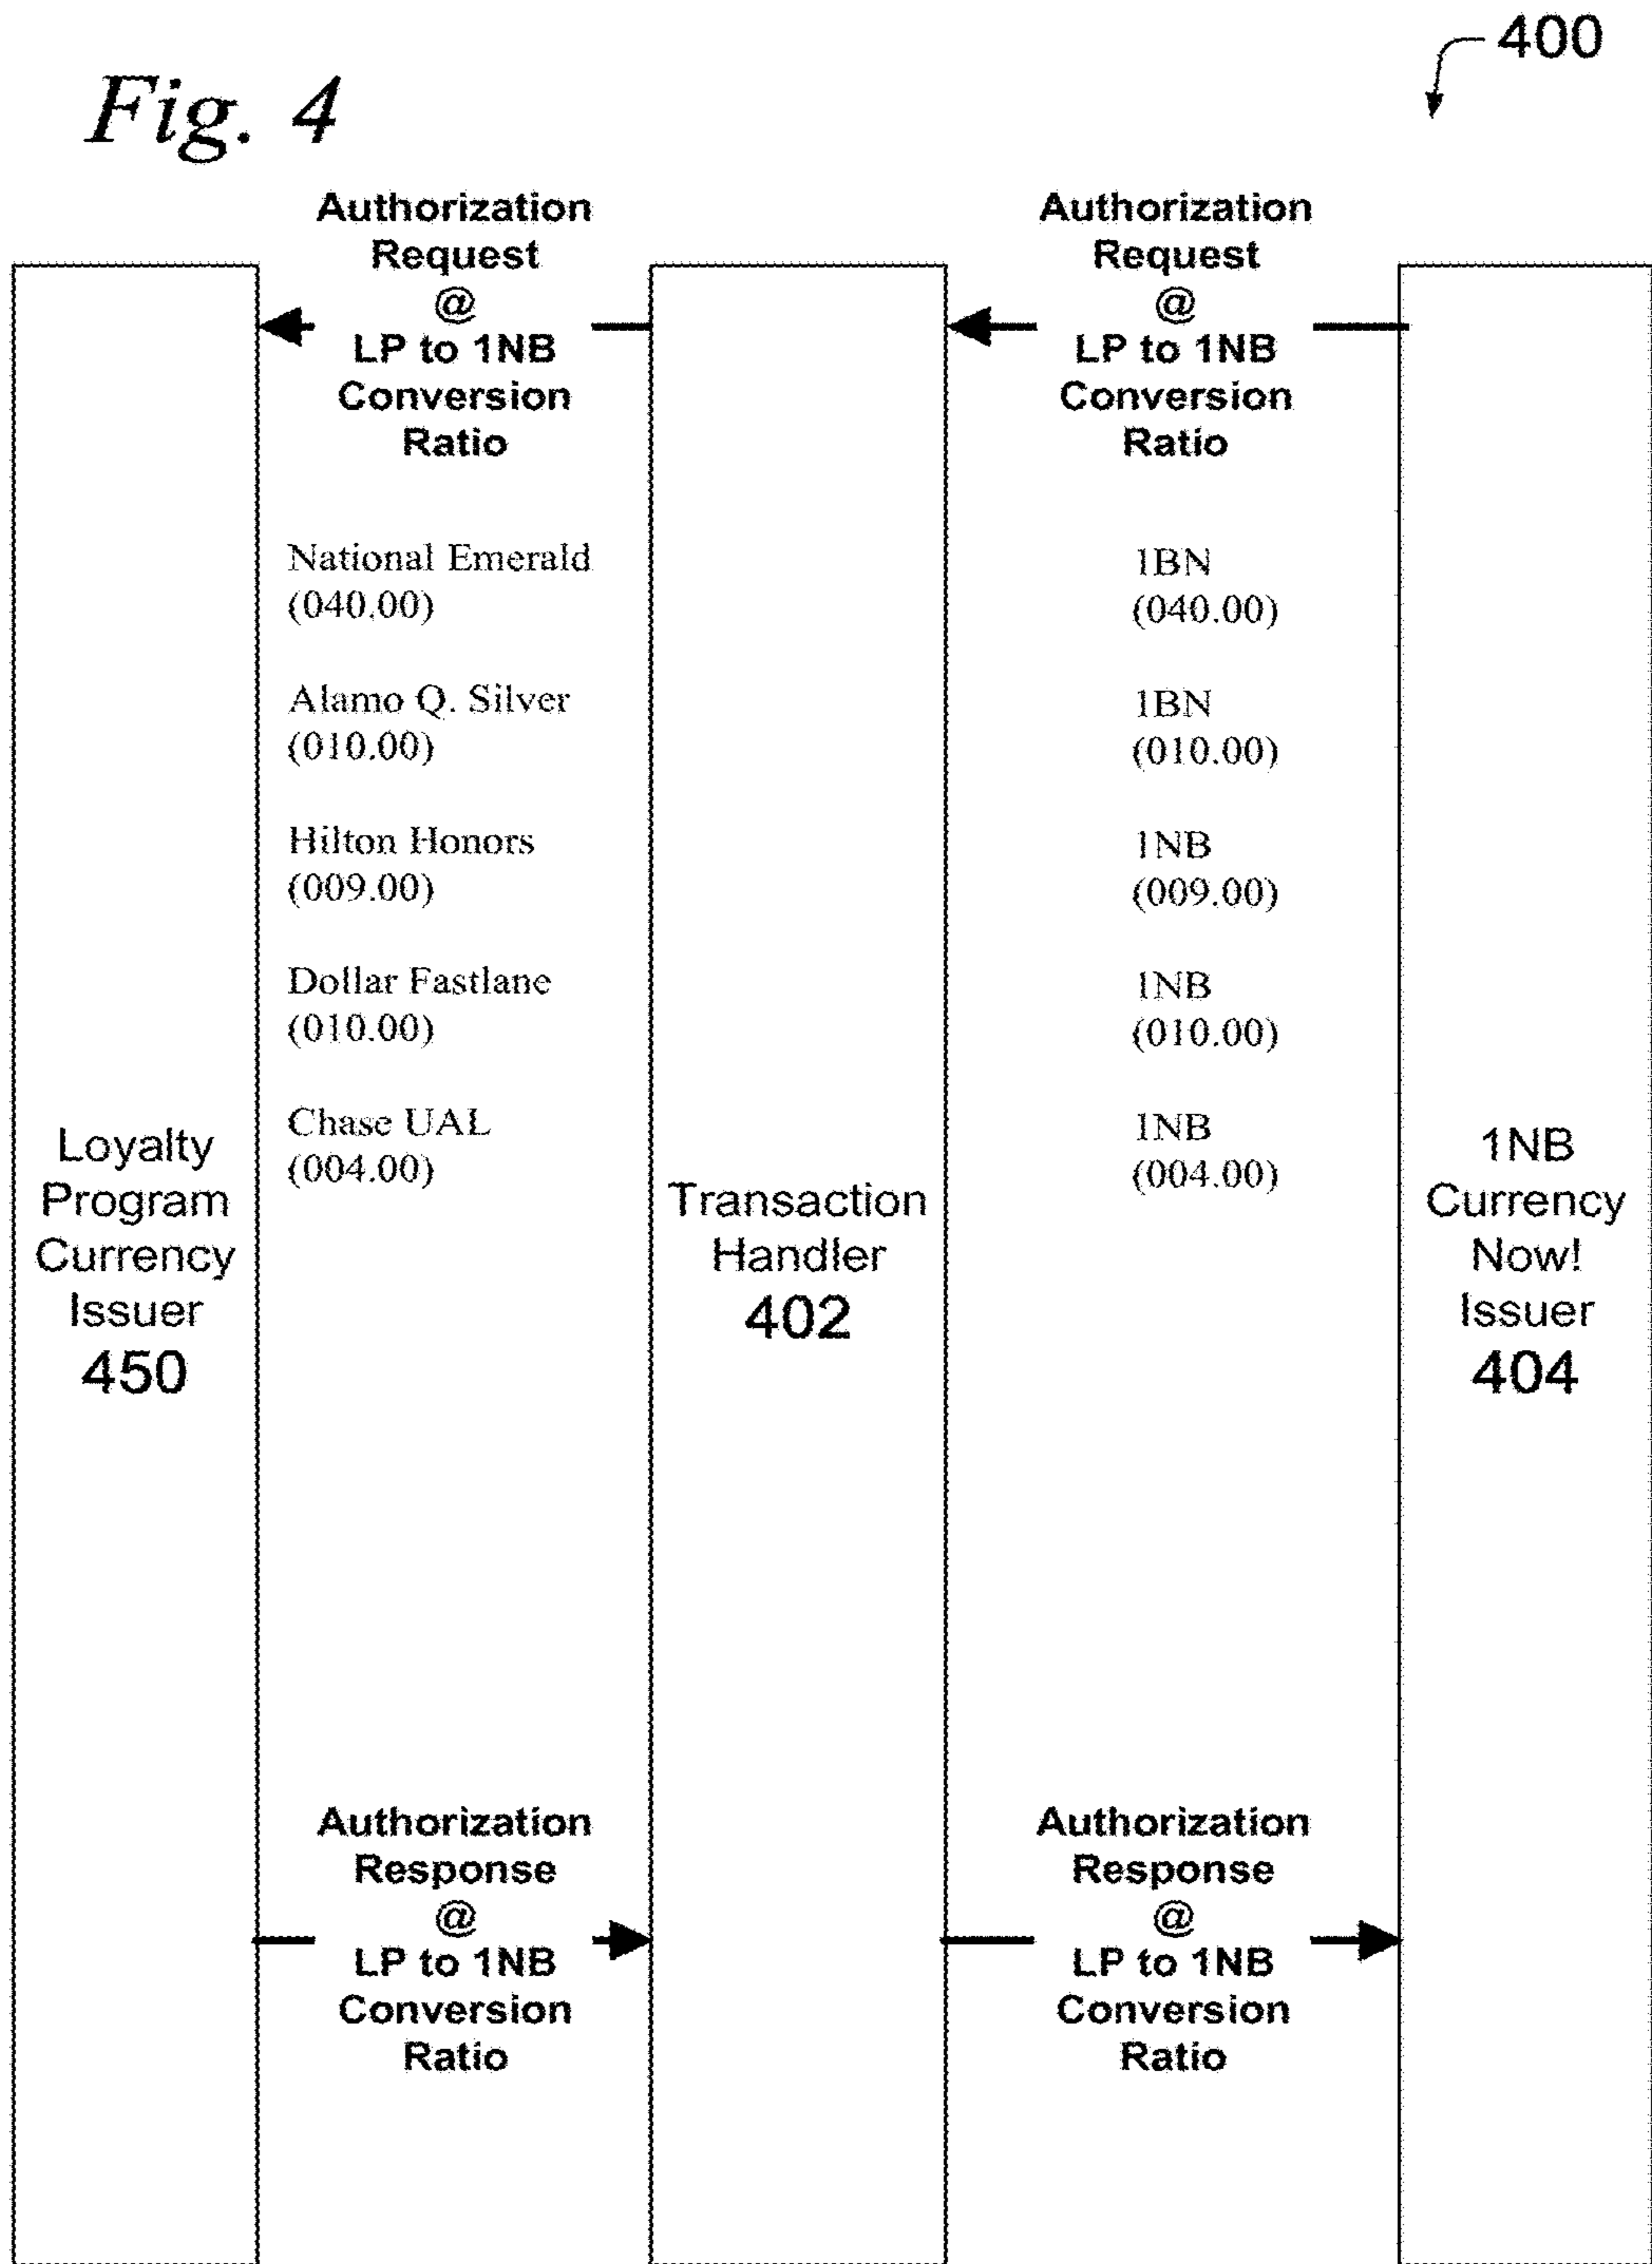 400
Fig. 4
Authorization
Request
@
LP to 1NB
Conversion
Ratio
Authorization
Request
@
LP to 1NB
Conversion
Ratio
National Emerald
(040.00)
Alamo Q. Silver
(010.00)
Hilton Honors
(009.00)
Dollar Fastlane
(010.00)
Chase UAL
(004.00)
1BN
(040.00)
1BN
(010.00)
1NB
(009.00)
1NB
(010.00)
1NB
(004.00)
Loyalty
Program
Currency
Issuer
450
Transaction
Handler
402
1NB
Currency
Now!
Issuer
404
Authorization
Response
@
LP to 1NB
Conversion
Ratio
Authorization
Response
@
LP to 1NB
Conversion
Ratio